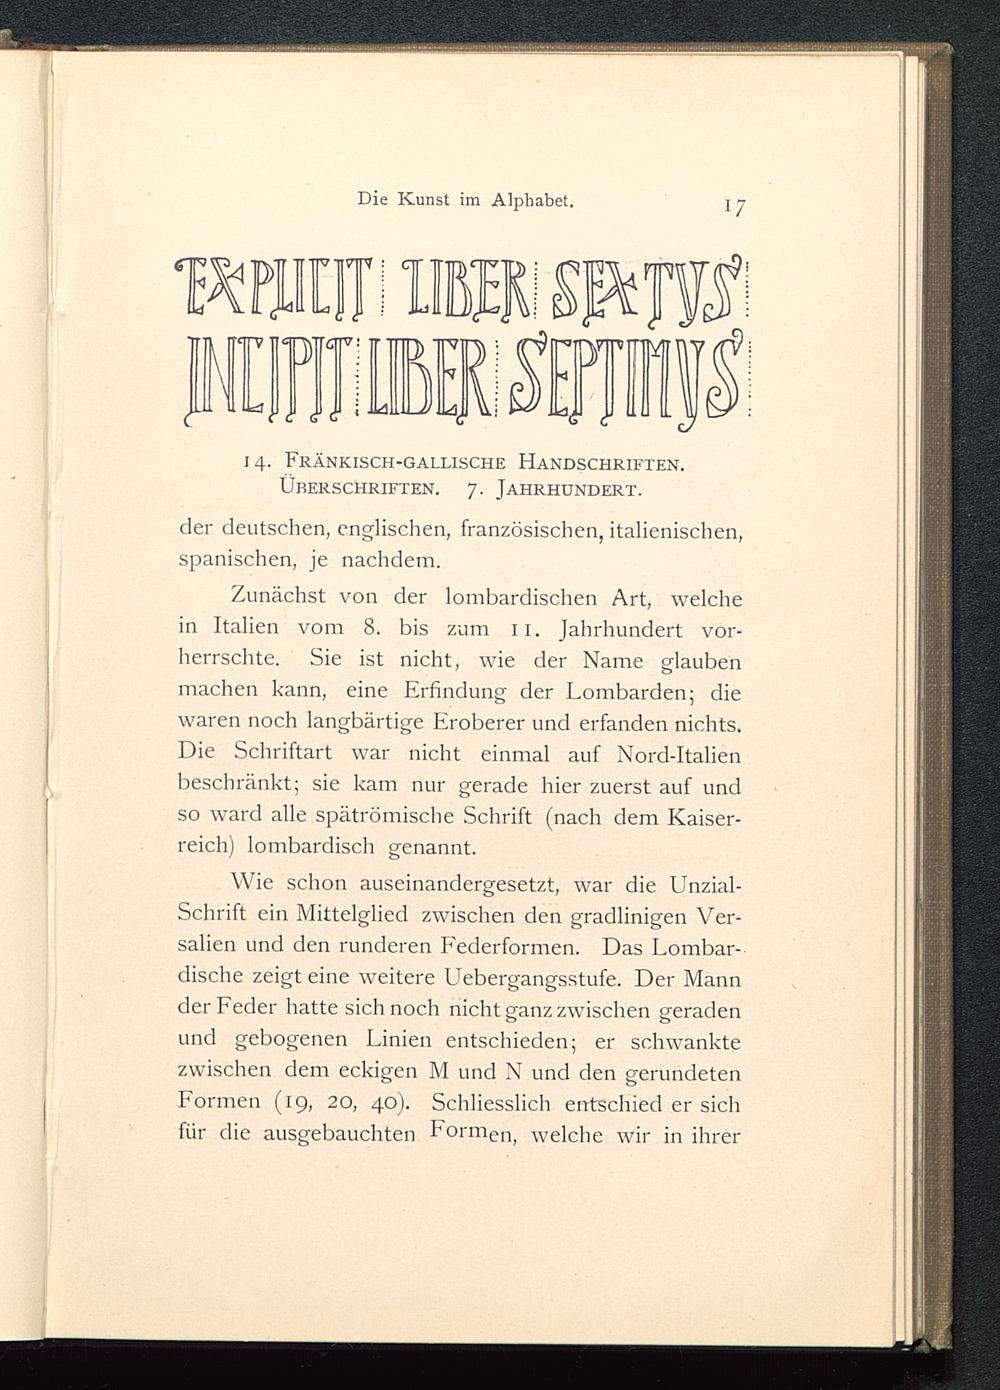 Die Kunst im Alphabet. 17
EXPLICIT LIBER SEXTVS
INCIPIT LIBER SEPTIMVS
14. Fränkisch-gallische Handschriften.
Überschriften. 7. Jahrhundert.
der deutschen, englischen, französischen, italienischen,
spanischen, je nachdem.
Zunächst von der lombardischen Art, welche
in Italien vom 8. bis zum 11. Jahrhundert vor-
herrschte. Sie ist nicht, wie der Name glauben
machen kann, eine Erfindung der Lombarden; die
waren noch langbärtige Eroberer und erfanden nichts.
Die Schriftart war nicht einmal auf Nord-Italien
beschränkt; sie kam nur gerade hier zuerst auf und
so ward alle spätrömische Schrift (nach dem Kaiser-
reich) lombardisch genannt.
Wie schon auseinandergesetzt, war die Unzial-
Schrift ein Mittelglied zwischen den gradlinigen Ver-
salien und den runderen Federformen. Das Lombar-
dische zeigt eine weitere Uebergangsstufe. Der Mann
der Feder hatte sich noch nicht ganz zwischen geraden
und gebogenen Linien entschieden; er schwankte
zwischen dem eckigen M und N und den gerundeten
Formen (19, 20, 40). Schliesslich entschied er sich
für die ausgebauchten Formen, welche wir in ihrer